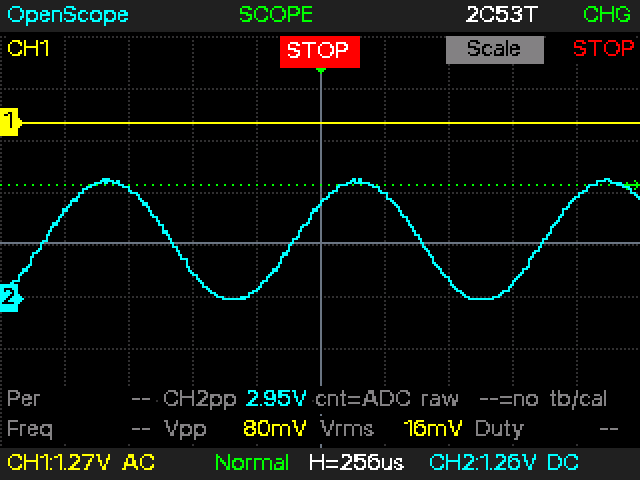 OpenScope SCOPE 2C53T CHG
CH1 STOP Scale STOP
1
2
Per -- CH2pp 2.95V cnt=ADC raw --=no tb/cal
Freq -- Vpp 80mV Vrms 16mV Duty --
CH1:1.27V AC Normal H=256us CH2:1.26V DC